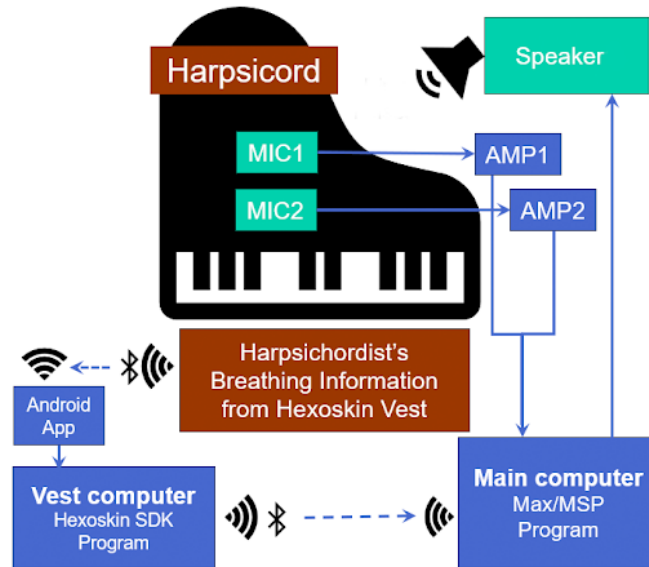 Harpsicord
Speaker
MIC1
AMP1
MIC2
AMP2
Harpsichordist's
Breathing Information
from Hexoskin Vest
Android
App
Vest computer
Hexoskin SDK
Program
Main computer
Max/MSP
Program